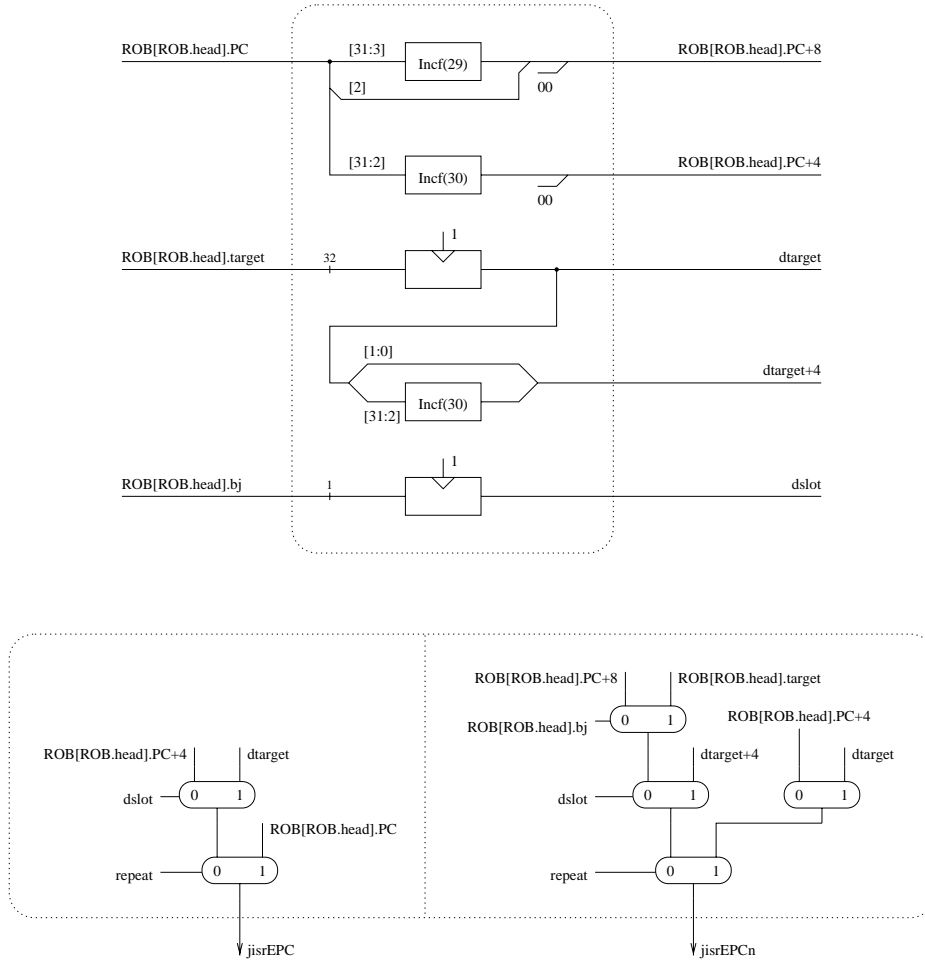 ROB[ROB.head].PC [31:3] Incf(29) ROB[ROB.head].PC+8
[2] 00
[31:2] Incf(30) ROB[ROB.head].PC+4
00
1
ROB[ROB.head].target 32 dtarget
[1:0]
dtarget+4
Incf(30)
[31:2]
1
ROB[ROB.head].bj 1 dslot
ROB[ROB.head].PC+4 dtarget
dslot 0 1
ROB[ROB.head].PC
repeat 0 1
jisrEPC
ROB[ROB.head].PC+8 ROB[ROB.head].target
ROB[ROB.head].bj 0 1 ROB[ROB.head].PC+4
dtarget+4 dtarget
dslot 0 1 0 1
repeat 0 1
jisrEPCn